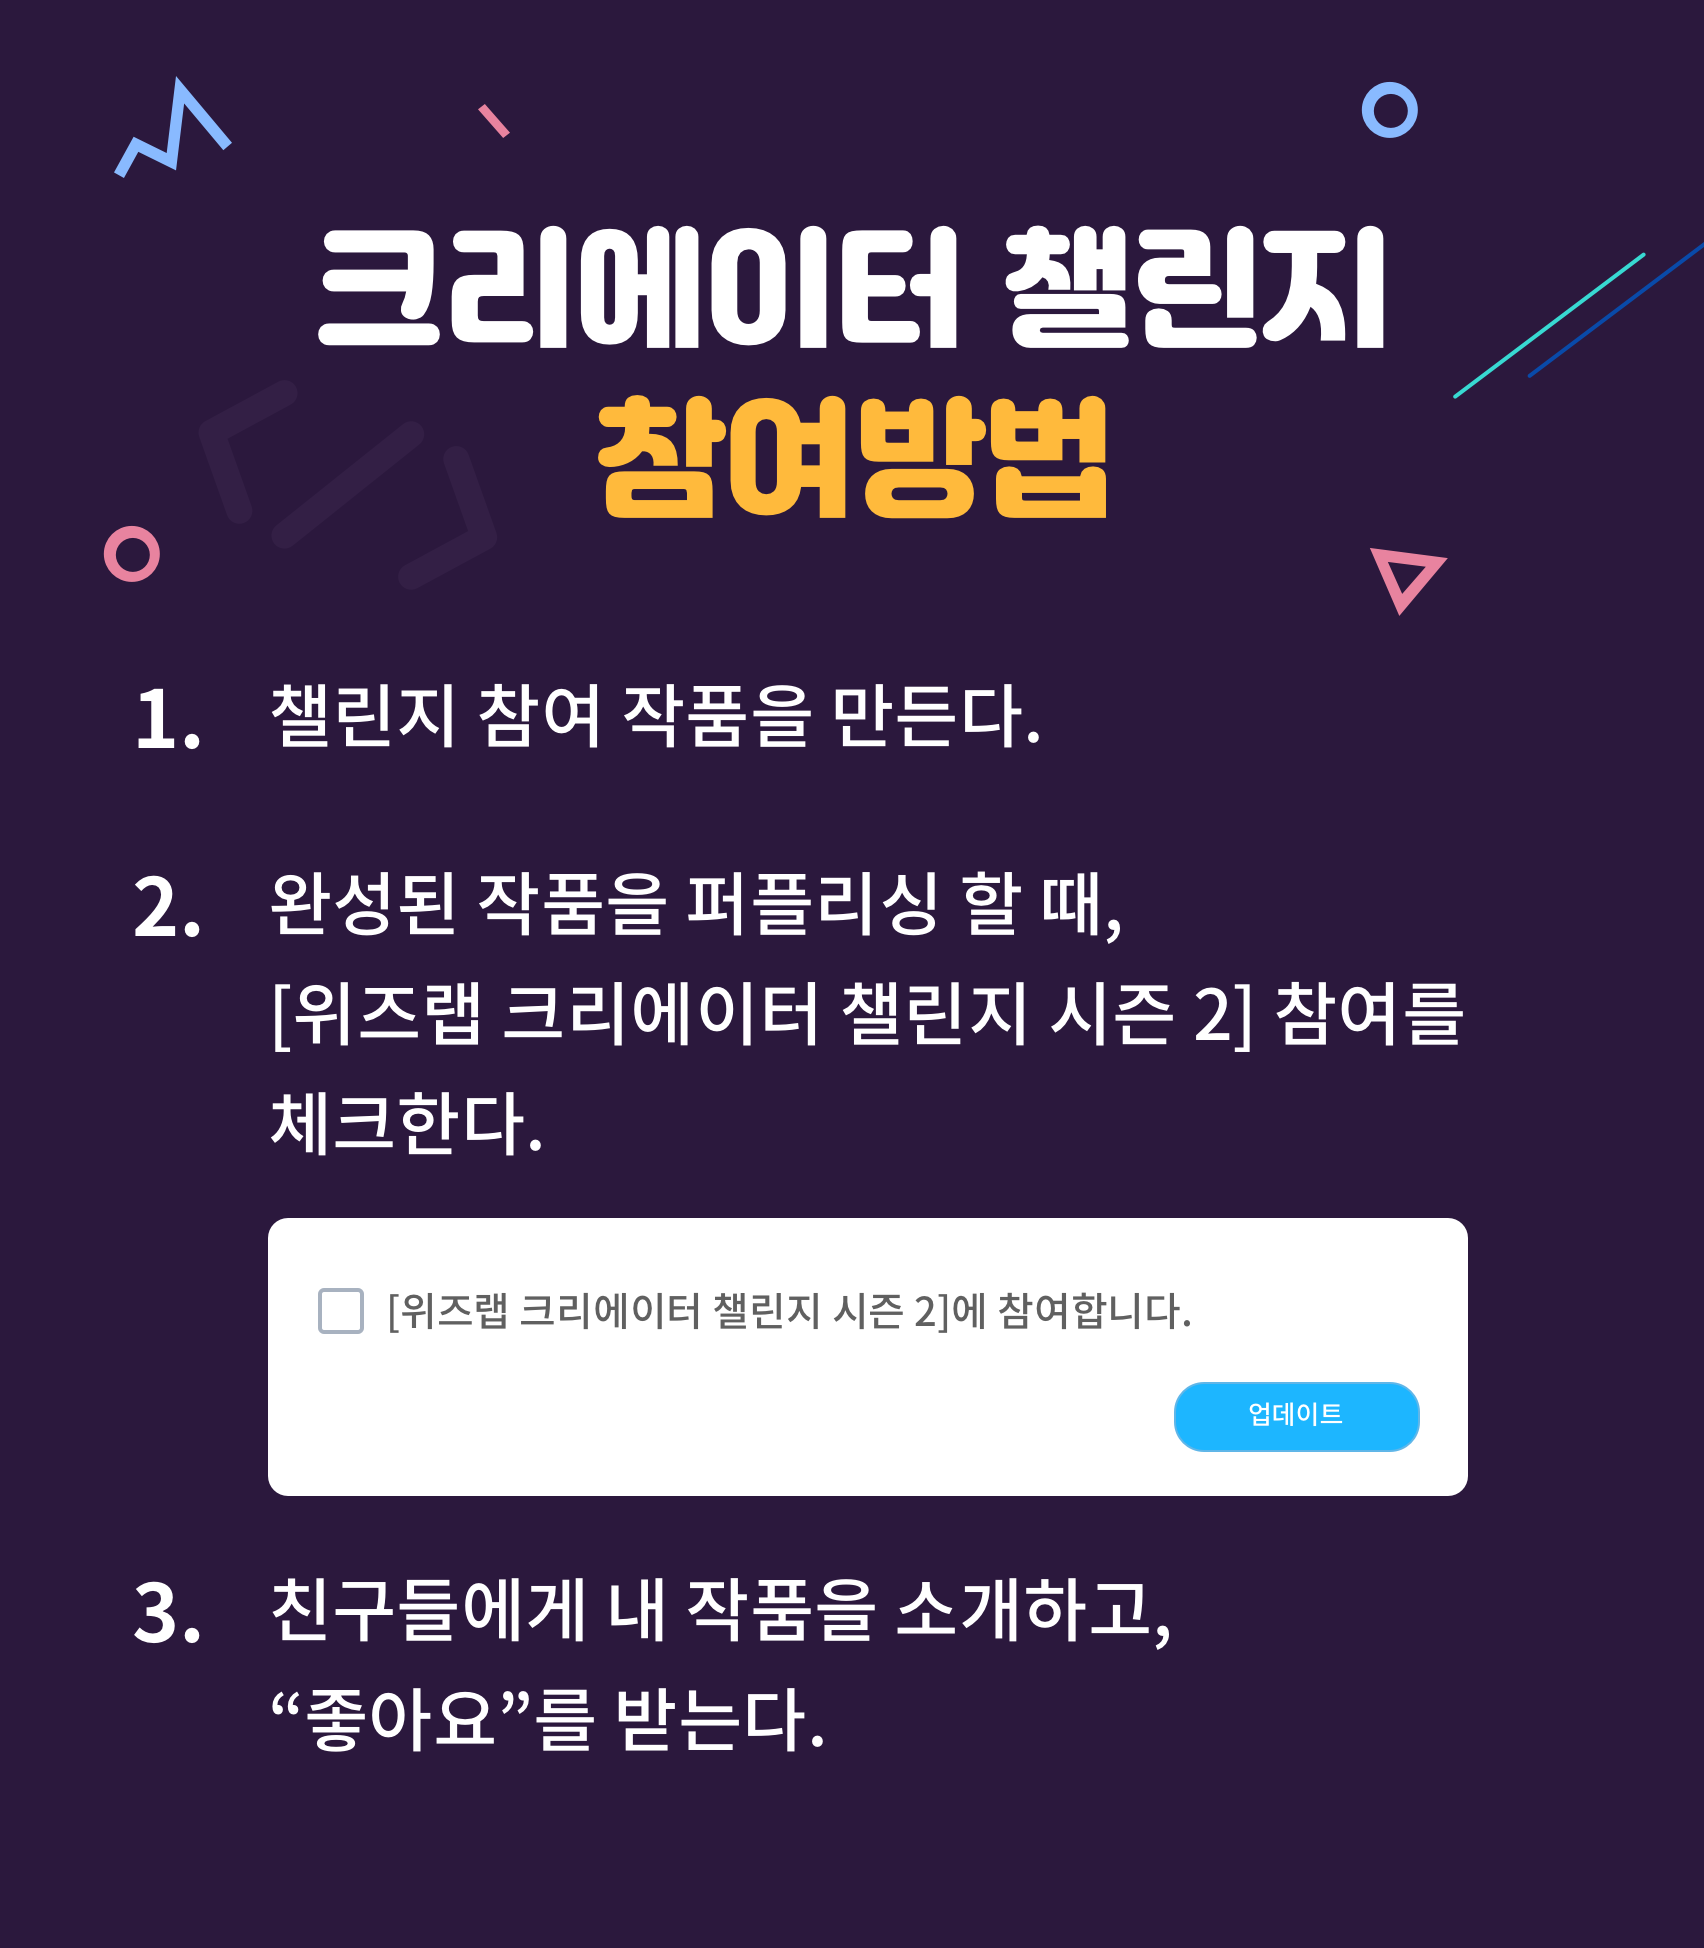 크리에이터 챌린지
참여방법
1. 챌린지 참여 작품을 만든다.
2. 완성된 작품을 퍼플리싱 할 때,
[위즈랩 크리에이터 챌린지 시즌 2] 참여를
체크한다.
[위즈랩 크리에이터 챌린지 시즌 2]에 참여합니다.
업데이트
3. 친구들에게 내 작품을 소개하고,
“좋아요”를 받는다.